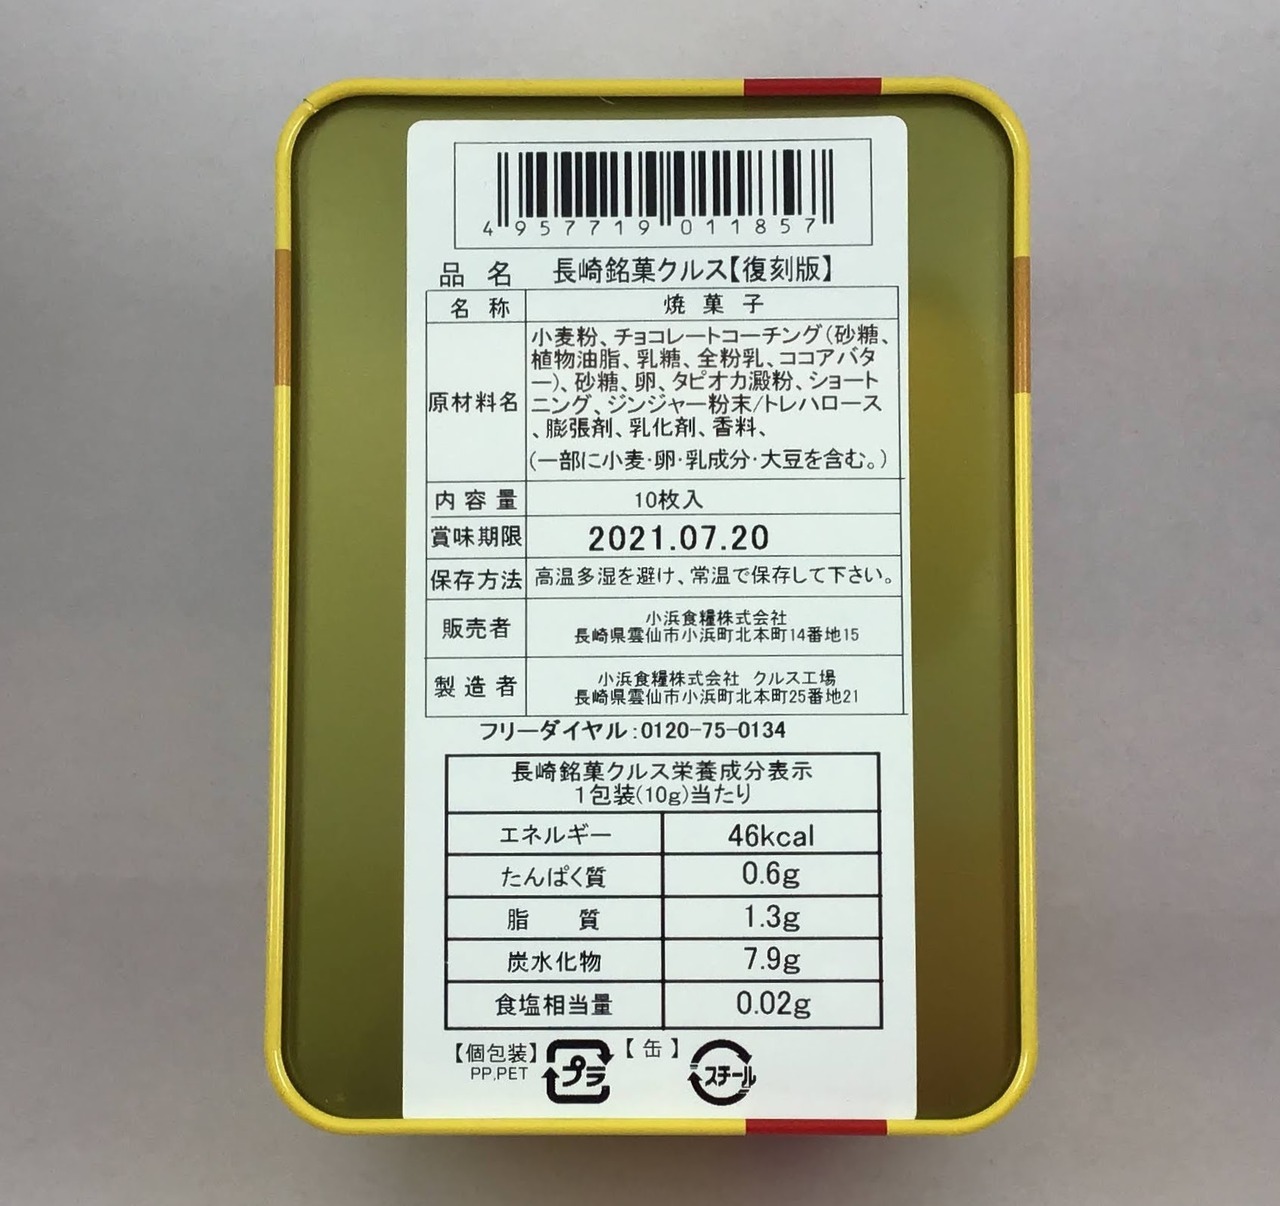 4957719011857
品名 長崎銘菓クルス【復刻版】
名称 焼菓子
原材料名 小麦粉、チョコレートコーチング(砂糖、
植物油脂、乳糖、全粉乳、ココアバタ
ー)、砂糖、卵、タピオカ澱粉、ショート
ニング、ジンジャー粉末/トレハロース
、膨張剤、乳化剤、香料、
(一部に小麦・卵・乳成分・大豆を含む。)
内容量 10枚入
賞味期限 2021.07.20
保存方法 高温多湿を避け、常温で保存して下さい。
販売者 小浜食糧株式会社
長崎県雲仙市小浜町北本町14番地15
製造者 小浜食糧株式会社 クルス工場
長崎県雲仙市小浜町北本町25番地21
フリーダイヤル:0120-75-0134
長崎銘菓クルス栄養成分表示
1包装(10g)当たり
エネルギー 46kcal
たんぱく質 0.6g
脂質 1.3g
炭水化物 7.9g
食塩相当量 0.02g
【個包装】 プラ 【缶】 スチール
PP,PET